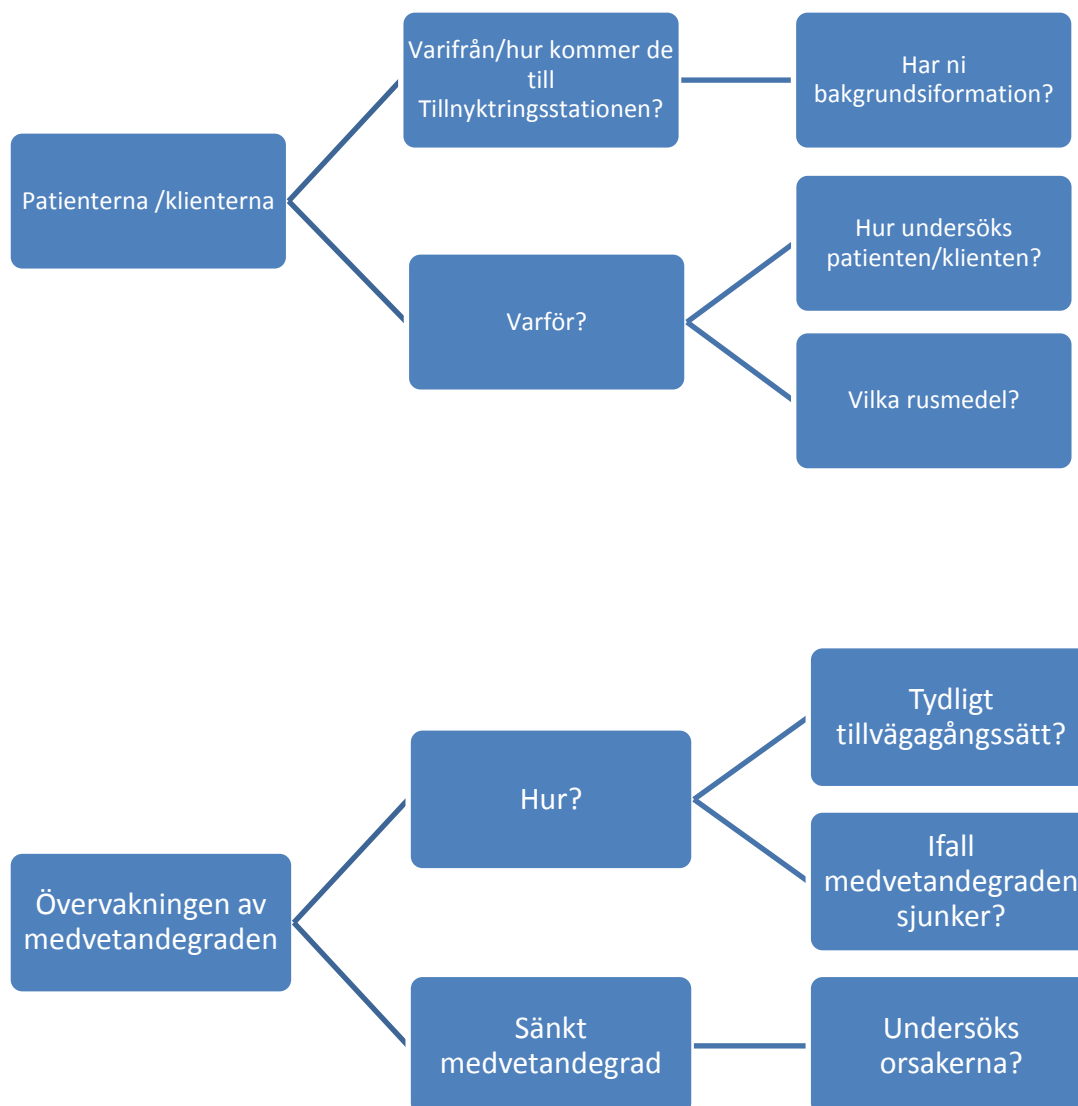 Patienterna /klienterna
Varifrån/hur kommer de
till
Tillnyktringsstationen?
Har ni
bakgrundsiformation?
Varför?
Hur undersöks
patienten/klienten?
Vilka rusmedel?
Övervakningen av
medvetandegraden
Hur?
Tydligt
tillvägagångssätt?
Ifall
medvetandegraden
sjunker?
Sänkt
medvetandegrad
Undersöks
orsakerna?